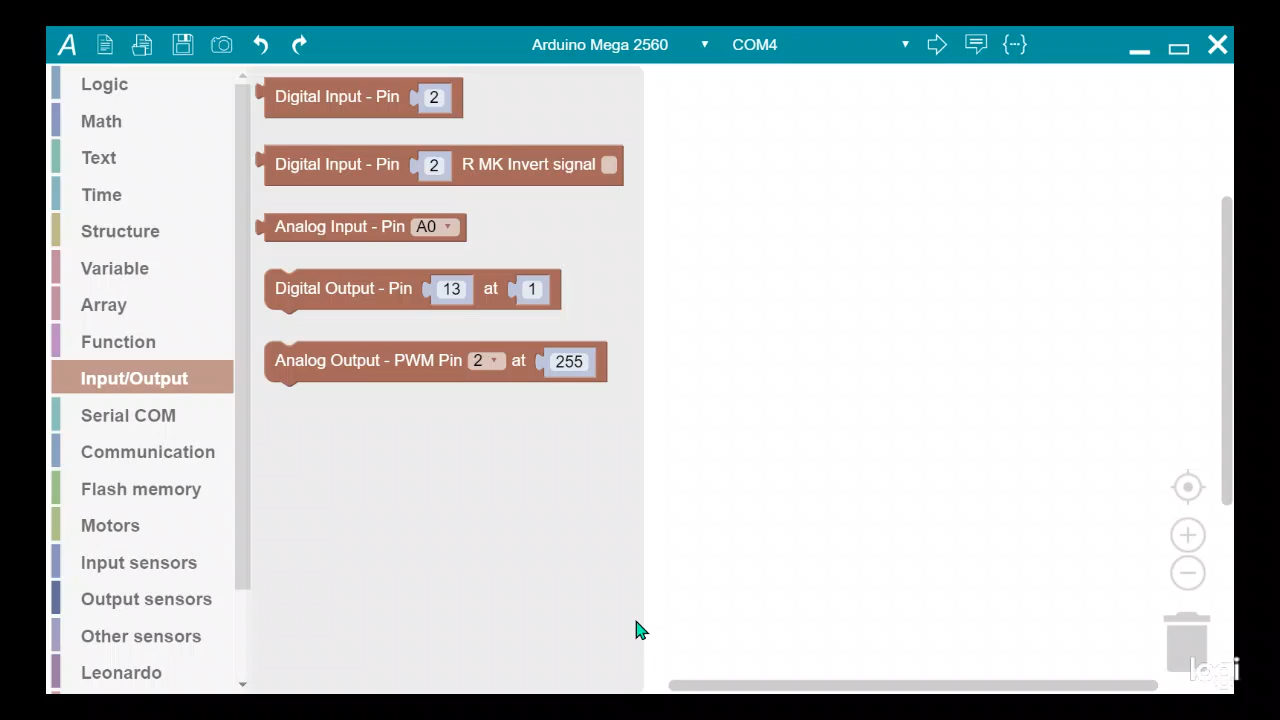 A Arduino Mega 2560 COM4 {...}
Logic
Math
Text
Time
Structure
Variable
Array
Function
Input/Output
Serial COM
Communication
Flash memory
Motors
Input sensors
Output sensors
Other sensors
Leonardo
Digital Input - Pin 2
Digital Input - Pin 2 R MK Invert signal
Analog Input - Pin A0
Digital Output - Pin 13 at 1
Analog Output - PWM Pin 2 at 255
legi